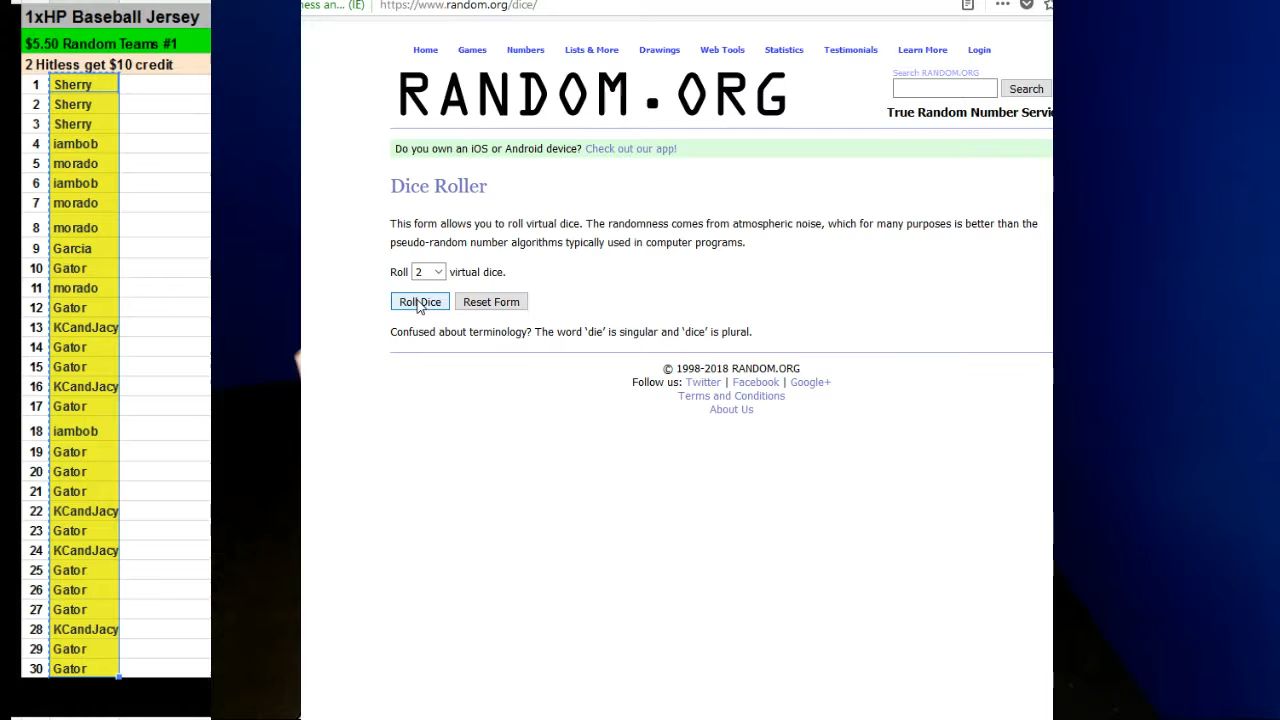 1xHP Baseball Jersey
$5.50 Random Teams #1
2 Hitless get $10 credit
1 Sherry
2 Sherry
3 Sherry
4 iambob
5 morado
6 iambob
7 morado
8 morado
9 Garcia
10 Gator
11 morado
12 Gator
13 KCandJacy
14 Gator
15 Gator
16 KCandJacy
17 Gator
18 iambob
19 Gator
20 Gator
21 Gator
22 KCandJacy
23 Gator
24 KCandJacy
25 Gator
26 Gator
27 Gator
28 KCandJacy
29 Gator
30 Gator
ness an... (IE) https://www.random.org/dice/
Home Games Numbers Lists & More Drawings Web Tools Statistics Testimonials Learn More Login
RANDOM.ORG
Search RANDOM.ORG
Search
True Random Number Servi
Do you own an iOS or Android device? Check out our app!
Dice Roller
This form allows you to roll virtual dice. The randomness comes from atmospheric noise, which for many purposes is better than the
pseudo-random number algorithms typically used in computer programs.
Roll 2 virtual dice.
Roll Dice Reset Form
Confused about terminology? The word ‘die’ is singular and ‘dice’ is plural.
© 1998-2018 RANDOM.ORG
Follow us: Twitter | Facebook | Google+
Terms and Conditions
About Us